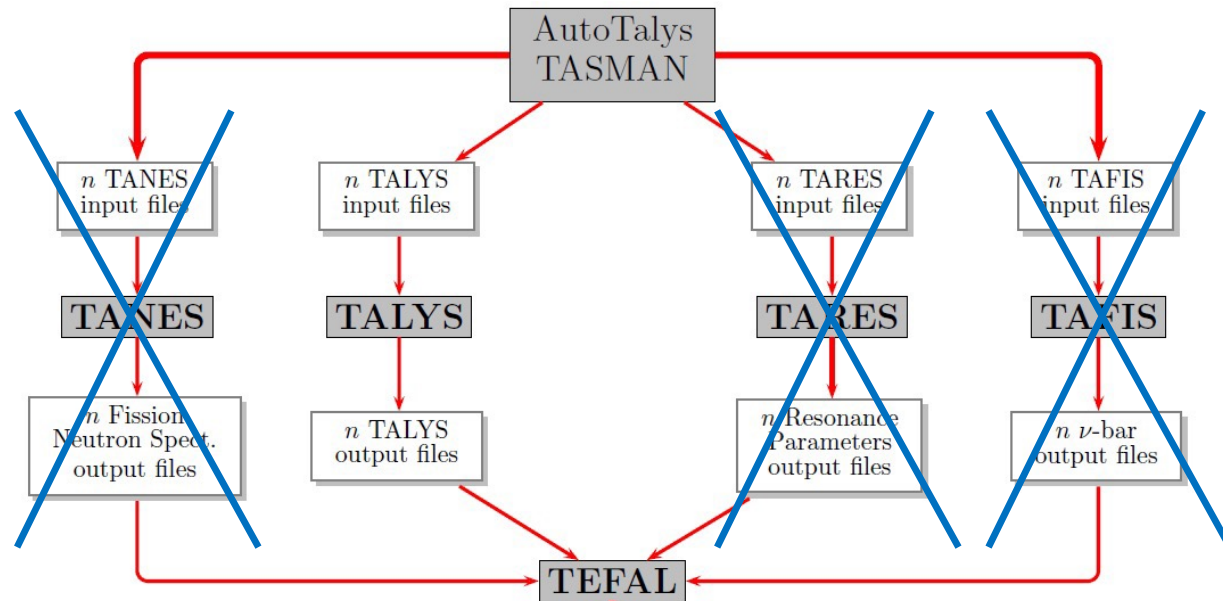 AutoTalys
TASMAN
n TANES
input files
n TALYS
input files
n TARES
input files
n TAFIS
input files
TANES
TALYS
TARES
TAFIS
n Fission
Neutron Spect.
output files
n TALYS
output files
n Resonance
Parameters
output files
n ν-bar
output files
TEFAL